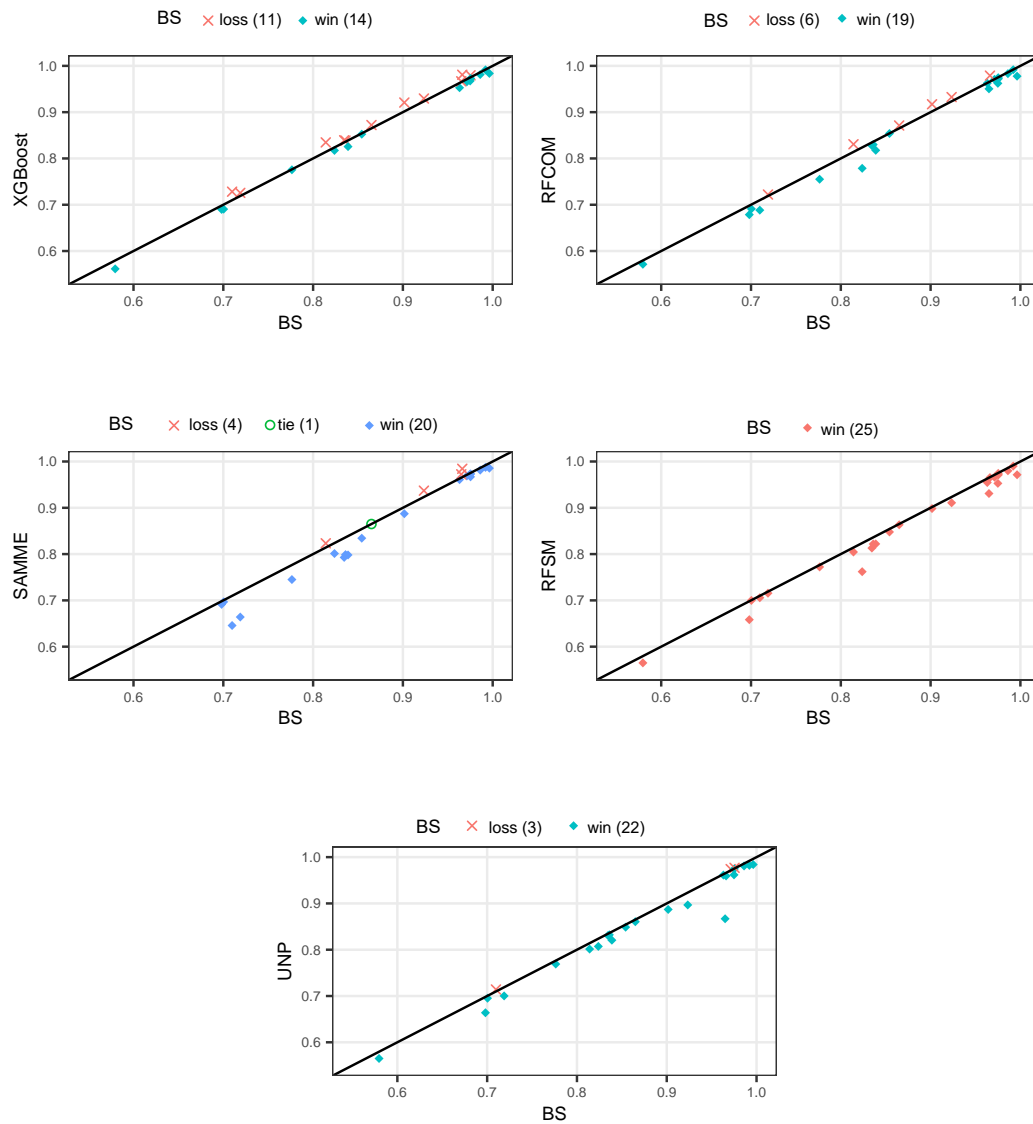 BS loss (11) win (14)
1.0
0.9
0.8
0.7
0.6
XGBoost
0.6 0.7 0.8 0.9 1.0
BS
BS loss (6) win (19)
1.0
0.9
0.8
0.7
0.6
RFCOM
0.6 0.7 0.8 0.9 1.0
BS
BS loss (4) tie (1) win (20)
1.0
0.9
0.8
0.7
0.6
SAMME
0.6 0.7 0.8 0.9 1.0
BS
BS win (25)
1.0
0.9
0.8
0.7
0.6
RFSM
0.6 0.7 0.8 0.9 1.0
BS
BS loss (3) win (22)
1.0
0.9
0.8
0.7
0.6
UNP
0.6 0.7 0.8 0.9 1.0
BS